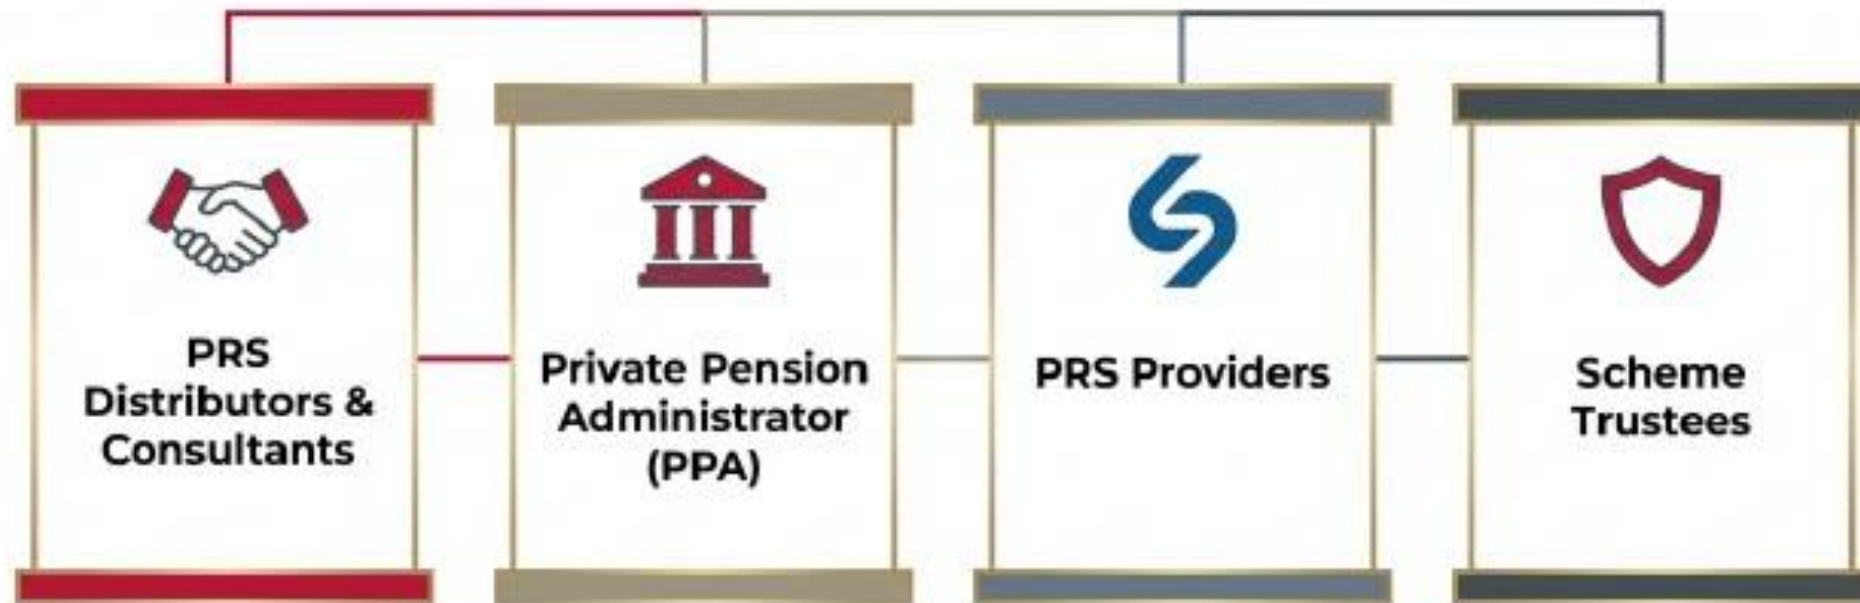 PRS
Distributors &
Consultants
Private Pension
Administrator
(PPA)
PRS Providers
Scheme
Trustees